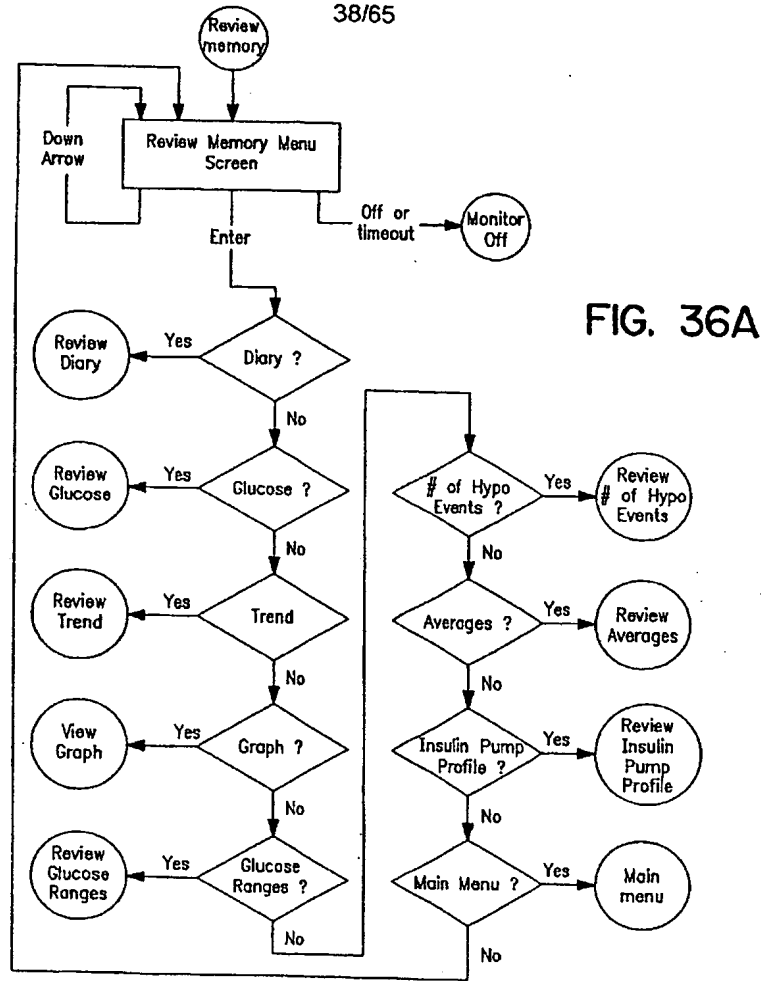 38/65
Review
memory
Down
Arrow
Review Memory Menu
Screen
Off or
timeout
Monitor
Off
Enter
FIG. 36A
Review
Diary
Yes
Diary ?
No
Review
Glucose
Yes
Glucose ?
No
Review
Trend
Yes
Trend
No
View
Graph
Yes
Graph ?
No
Review
Glucose
Ranges
Yes
Glucose
Ranges ?
No
# of Hypo
Events ?
Yes
Review
# of Hypo
Events
No
Averages ?
Yes
Review
Averages
No
Insulin Pump
Profile ?
Yes
Review
Insulin
Pump
Profile
No
Main Menu ?
Yes
Main
menu
No